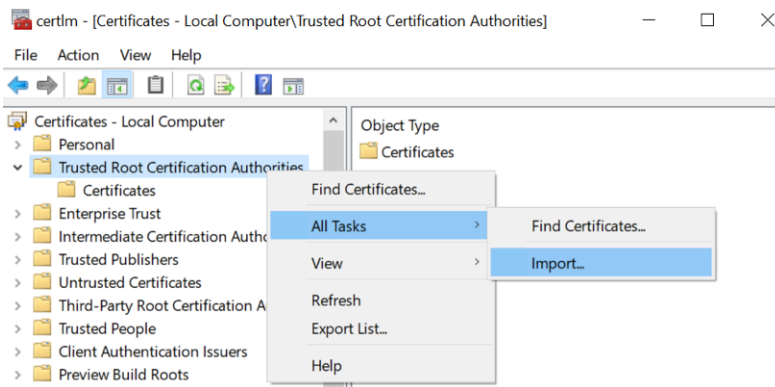 certlm - [Certificates - Local Computer\Trusted Root Certification Authorities]
File Action View Help
Certificates - Local Computer
Personal
Trusted Root Certification Authorities
Certificates
Enterprise Trust
Intermediate Certification Autho
Trusted Publishers
Untrusted Certificates
Third-Party Root Certification A
Trusted People
Client Authentication Issuers
Preview Build Roots
Object Type
Certificates
Find Certificates...
All Tasks
View
Refresh
Export List...
Help
Find Certificates...
Import...